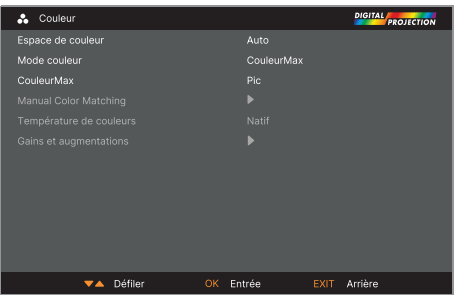 Couleur
DIGITAL PROJECTION
Espace de couleur Auto
Mode couleur CouleurMax
CouleurMax Pic
Manual Color Matching
Température de couleurs Natif
Gains et augmentations
Défiler OK Entrée EXIT Arrière